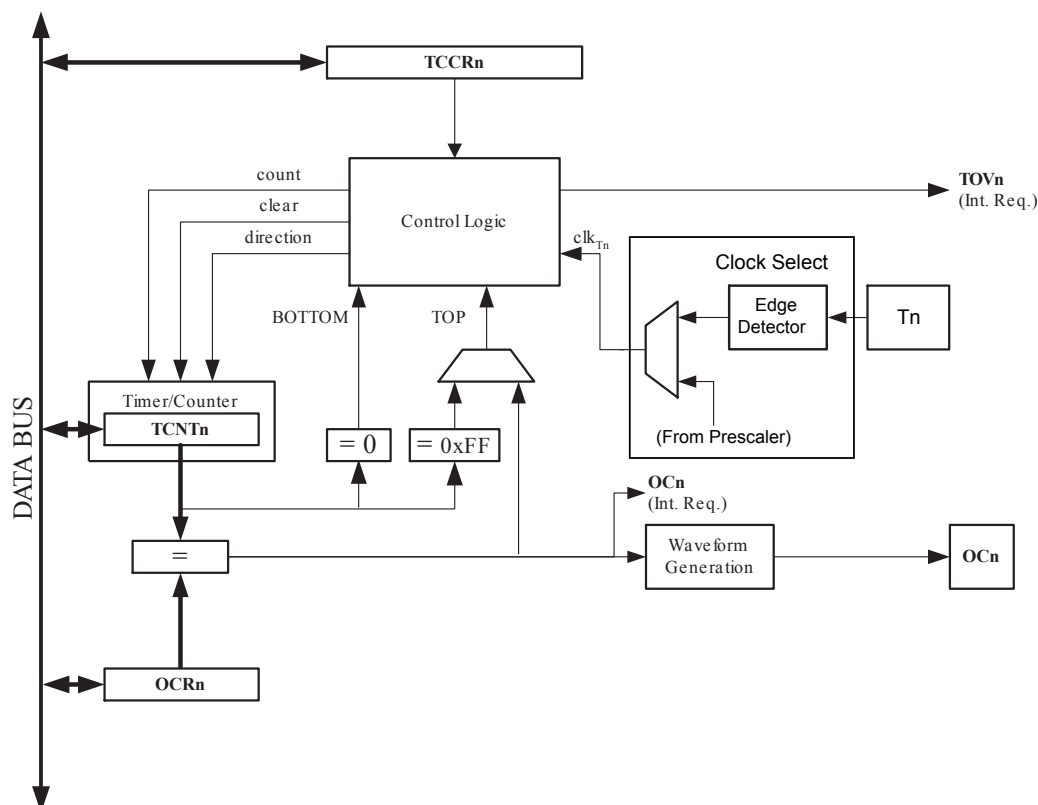 TCCRn
count
clear
direction
Control Logic
clkTn
TOVn
(Int. Req.)
Clock Select
Edge
Detector
Tn
(From Prescaler)
BOTTOM
TOP
Timer/Counter
TCNTn
= 0
= 0xFF
DATA BUS
OCn
(Int. Req.)
=
Waveform
Generation
OCn
OCRn